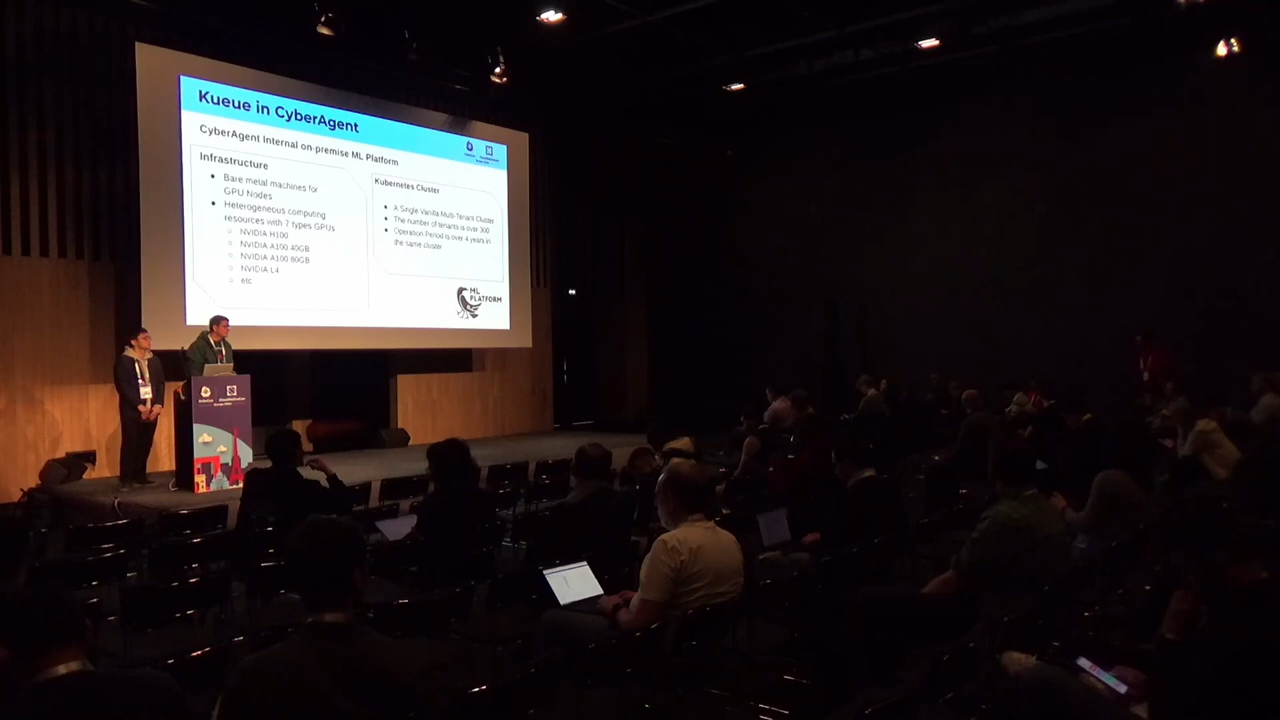 Kueue in CyberAgent
CyberAgent Internal on-premise ML Platform
Infrastructure
Bare metal machines for
GPU Nodes
Heterogeneous computing
resources with 7 types GPUs
NVIDIA H100
NVIDIA A100 40GB
NVIDIA A100 80GB
NVIDIA L4
etc
Kubernetes Cluster
A Single Vanilla Multi-Tenant Cluster
The number of tenants is over 300
Operation Period is over 4 years in
the same cluster
ML
PLATFORM